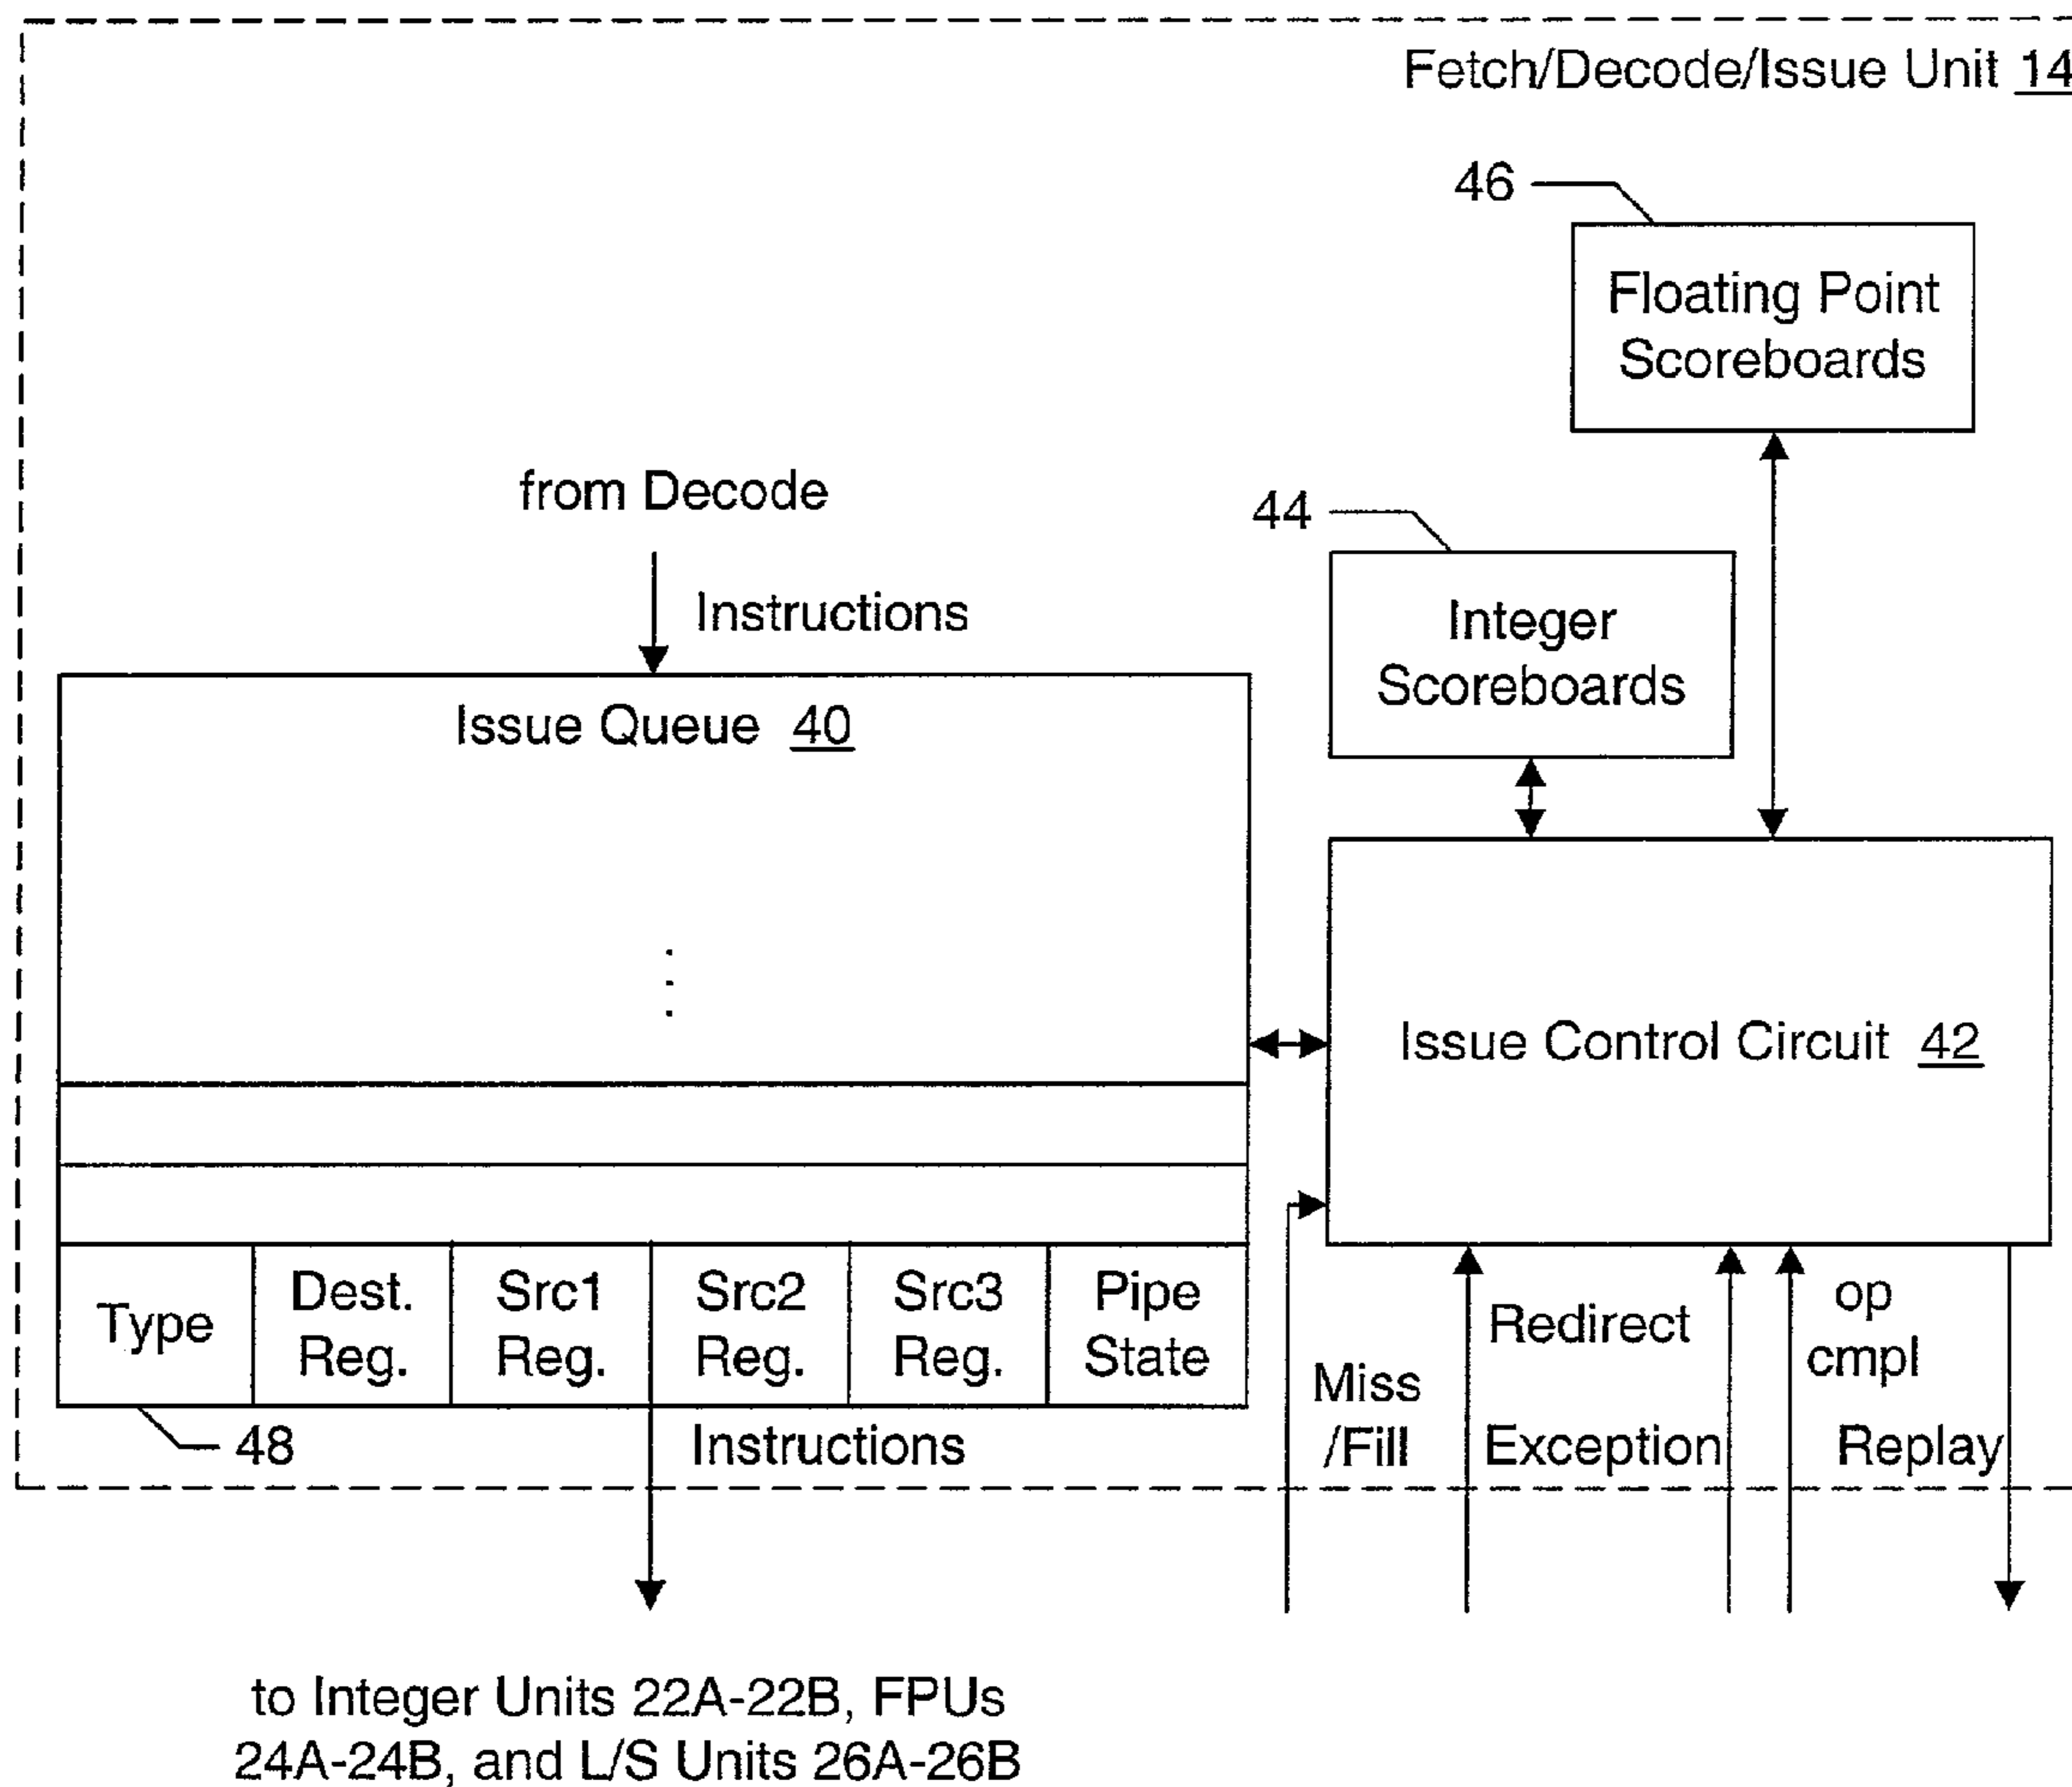 Fetch/Decode/Issue Unit 14
46
Floating Point
Scoreboards
from Decode
44
Instructions
Integer
Scoreboards
Issue Queue 40
Issue Control Circuit 42
Type
Dest.
Reg.
Src1
Reg.
Src2
Reg.
Src3
Reg.
Pipe
State
48
Instructions
Miss
/Fill
Redirect
Exception
op
cmpl
Replay
to Integer Units 22A-22B, FPUs
24A-24B, and L/S Units 26A-26B